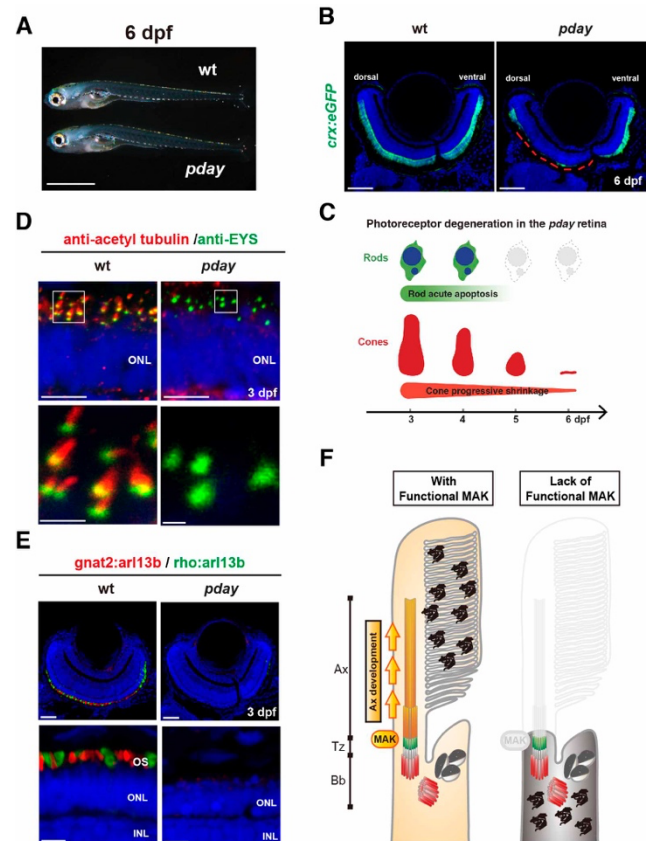 A
6 dpf
wt
pday
B
wt
pday
crx:eGFP
dorsal
ventral
dorsal
ventral
6 dpf
C
Photoreceptor degeneration in the pday retina
Rods
Rod acute apoptosis
Cones
Cone progressive shrinkage
3
4
5
6 dpf
D
anti-acetyl tubulin /anti-EYS
wt
pday
ONL
ONL
3 dpf
E
gnat2:arl13b / rho:arl13b
wt
pday
3 dpf
OS
ONL
INL
ONL
INL
F
With
Functional MAK
Lack of
Functional MAK
Ax
Ax development
Tz
MAK
MAK
Bb